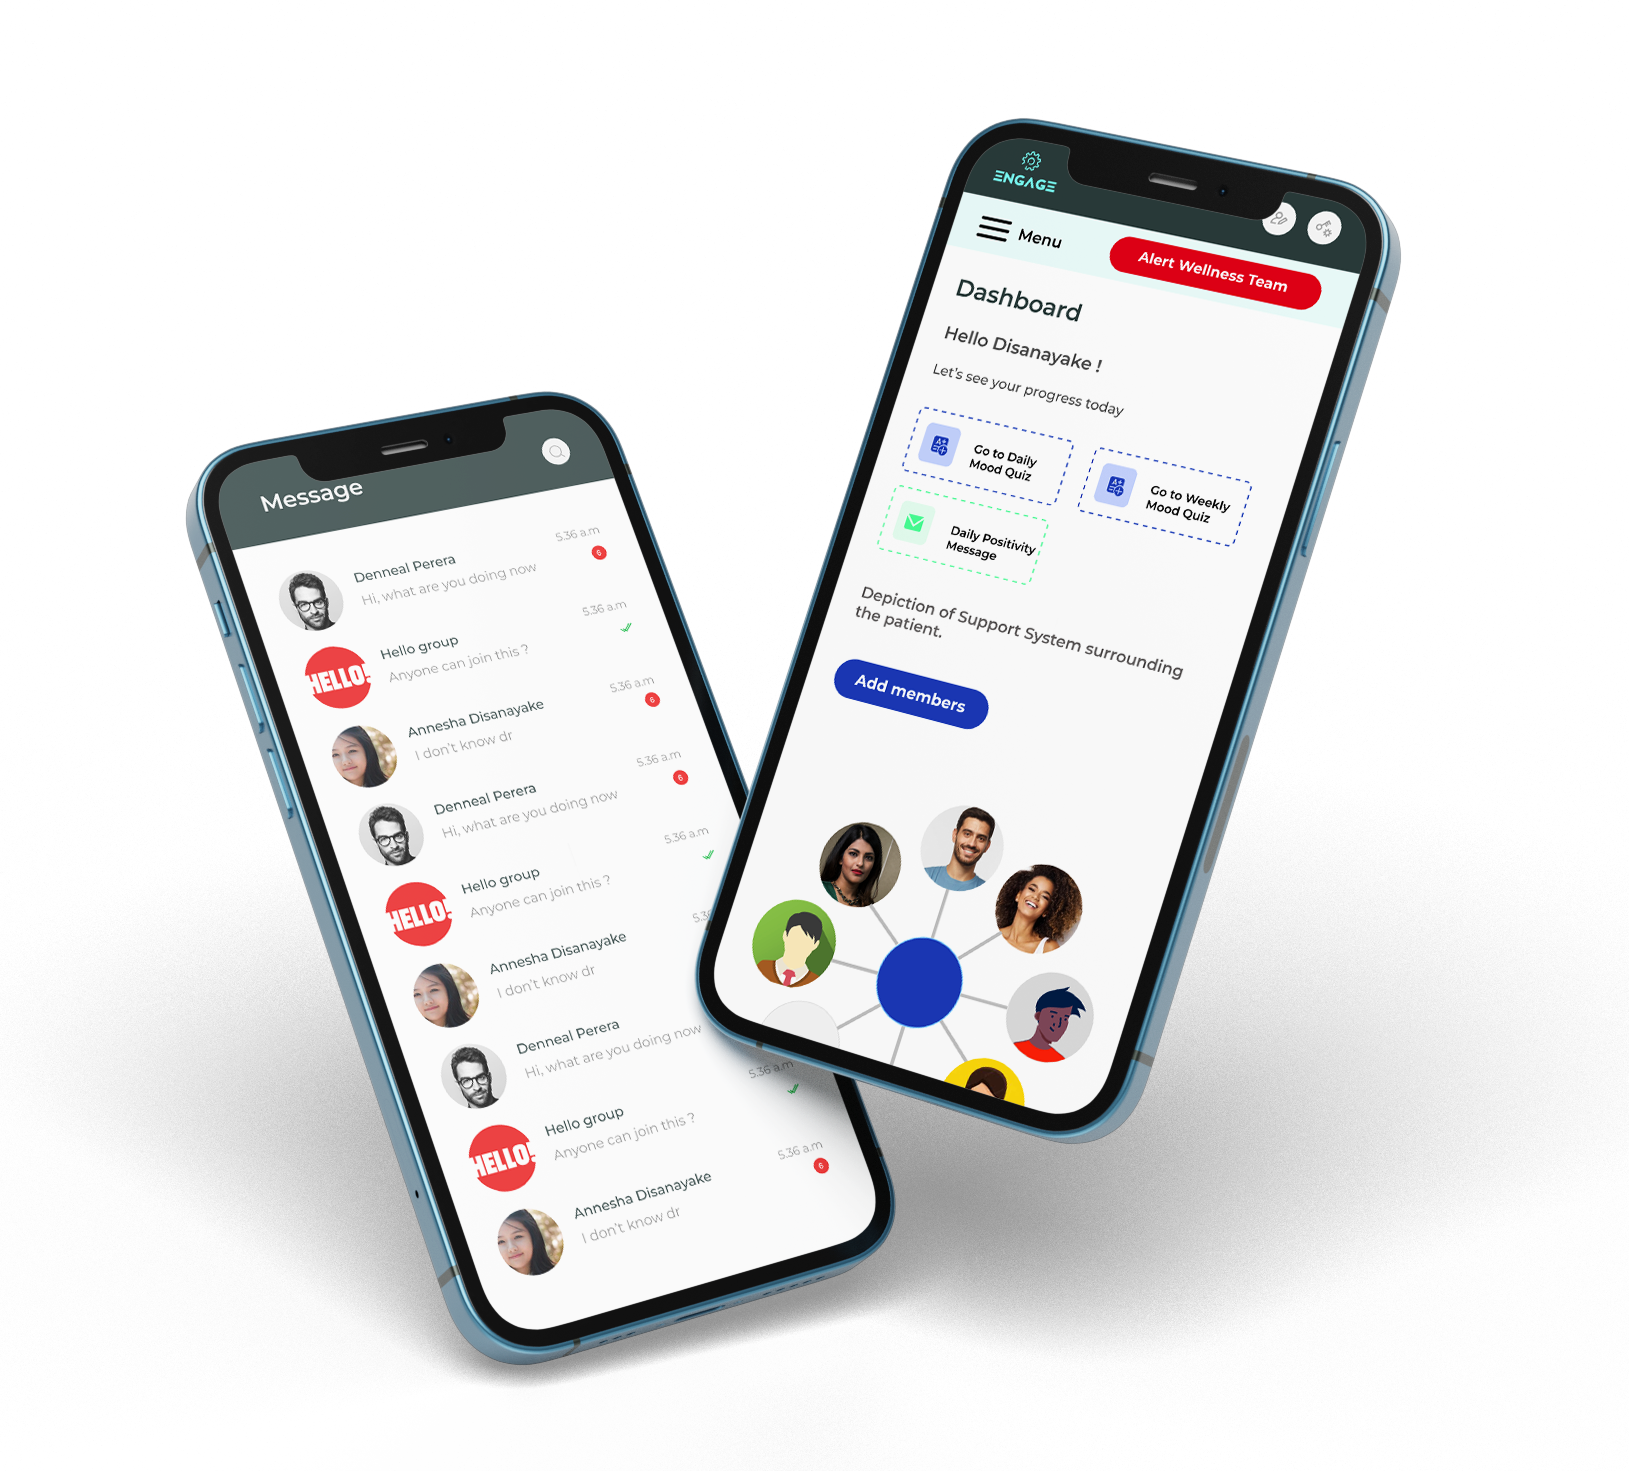 Message
Denneal Perera
5.36 a.m
Hi, what are you doing now
6
Hello group
5.36 a.m
Anyone can join this ?
HELLO!
Annesha Disanayake
5.36 a.m
I don't know dr
6
Denneal Perera
5.36 a.m
Hi, what are you doing now
6
Hello group
5.36 a.m
Anyone can join this ?
HELLO!
Annesha Disanayake
5.36
I don't know dr
Denneal Perera
Hi, what are you doing now
Hello group
5.36 a.m
Anyone can join this ?
HELLO!
Annesha Disanayake
5.36 a.m
I don't know dr
6
ENGAGE
Menu
Alert Wellness Team
Dashboard
Hello Disanayake !
Let's see your progress today
Go to Daily
Mood Quiz
Go to Weekly
Mood Quiz
Daily Positivity
Message
Depiction of Support System surrounding
the patient.
Add members